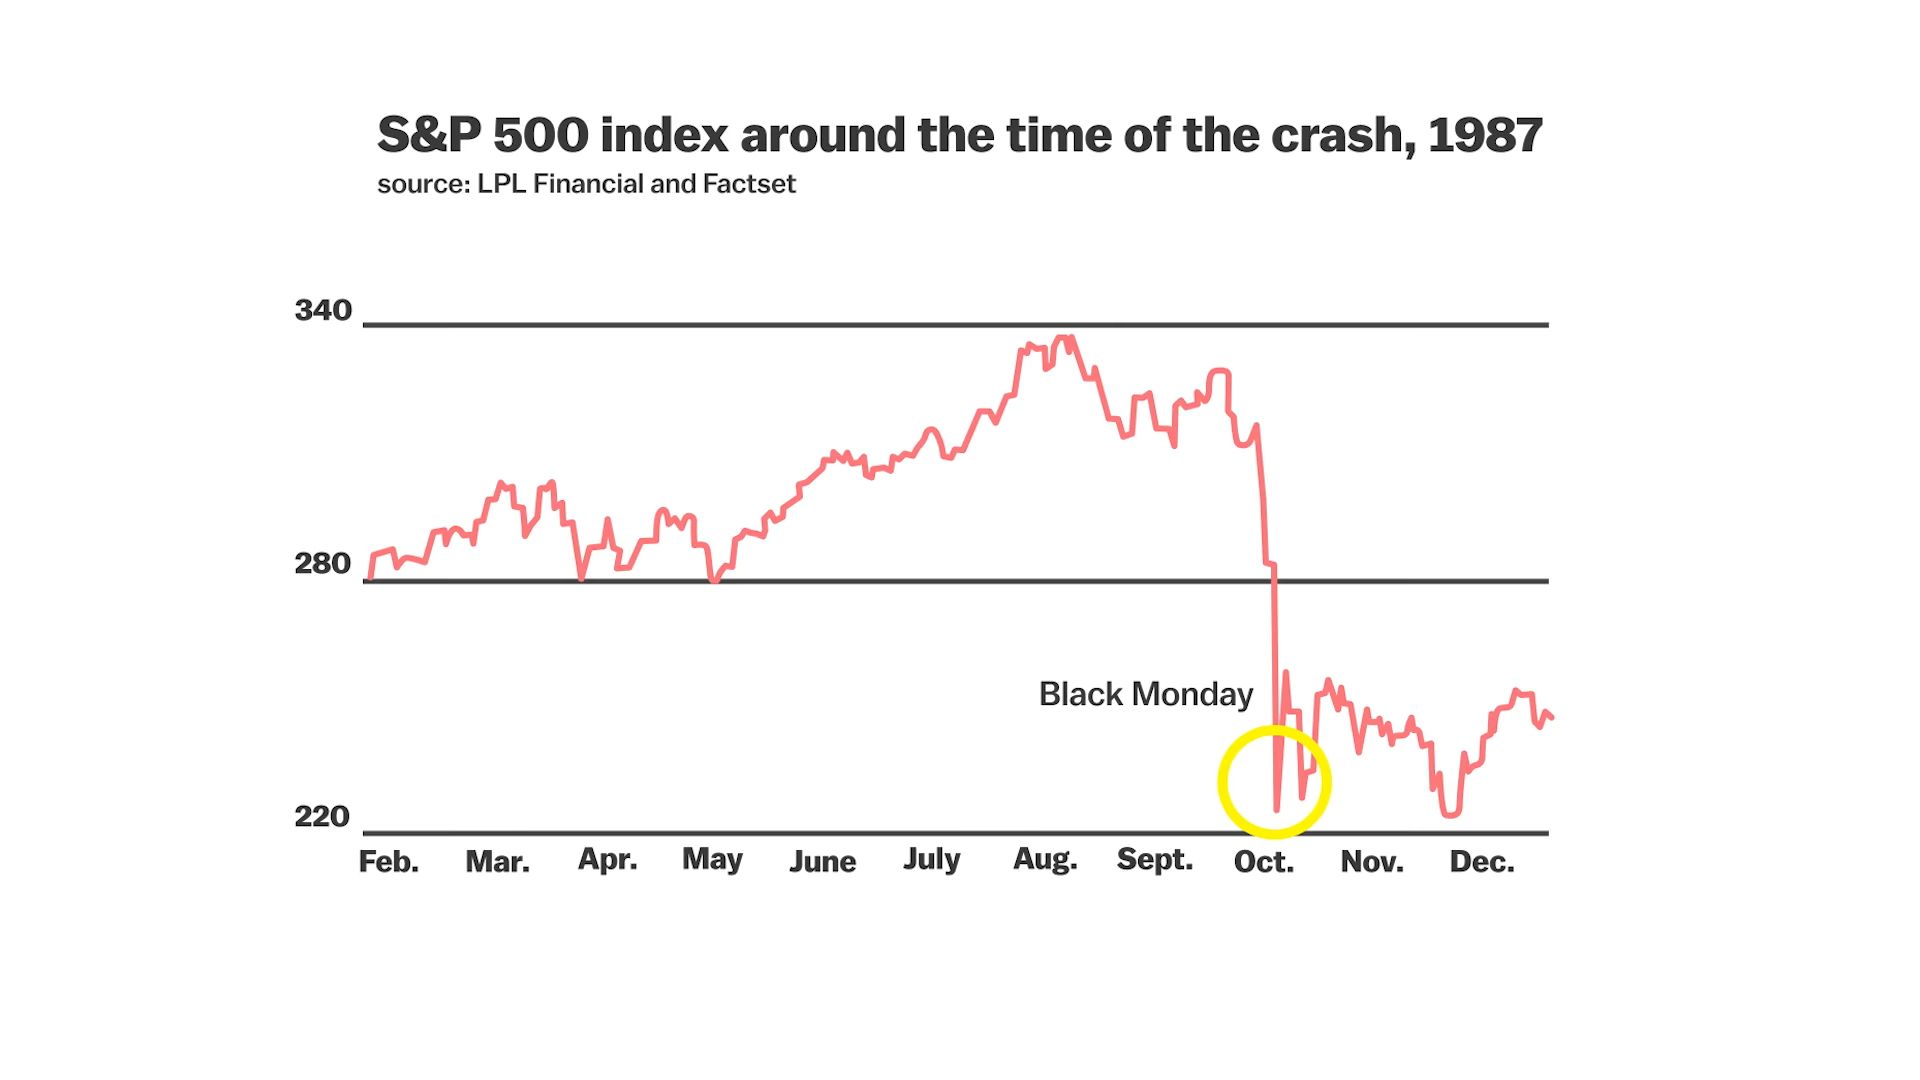 S&P 500 index around the time of the crash, 1987
source: LPL Financial and Factset
340
280
Black Monday
220
Feb. Mar. Apr. May June July Aug. Sept. Oct. Nov. Dec.